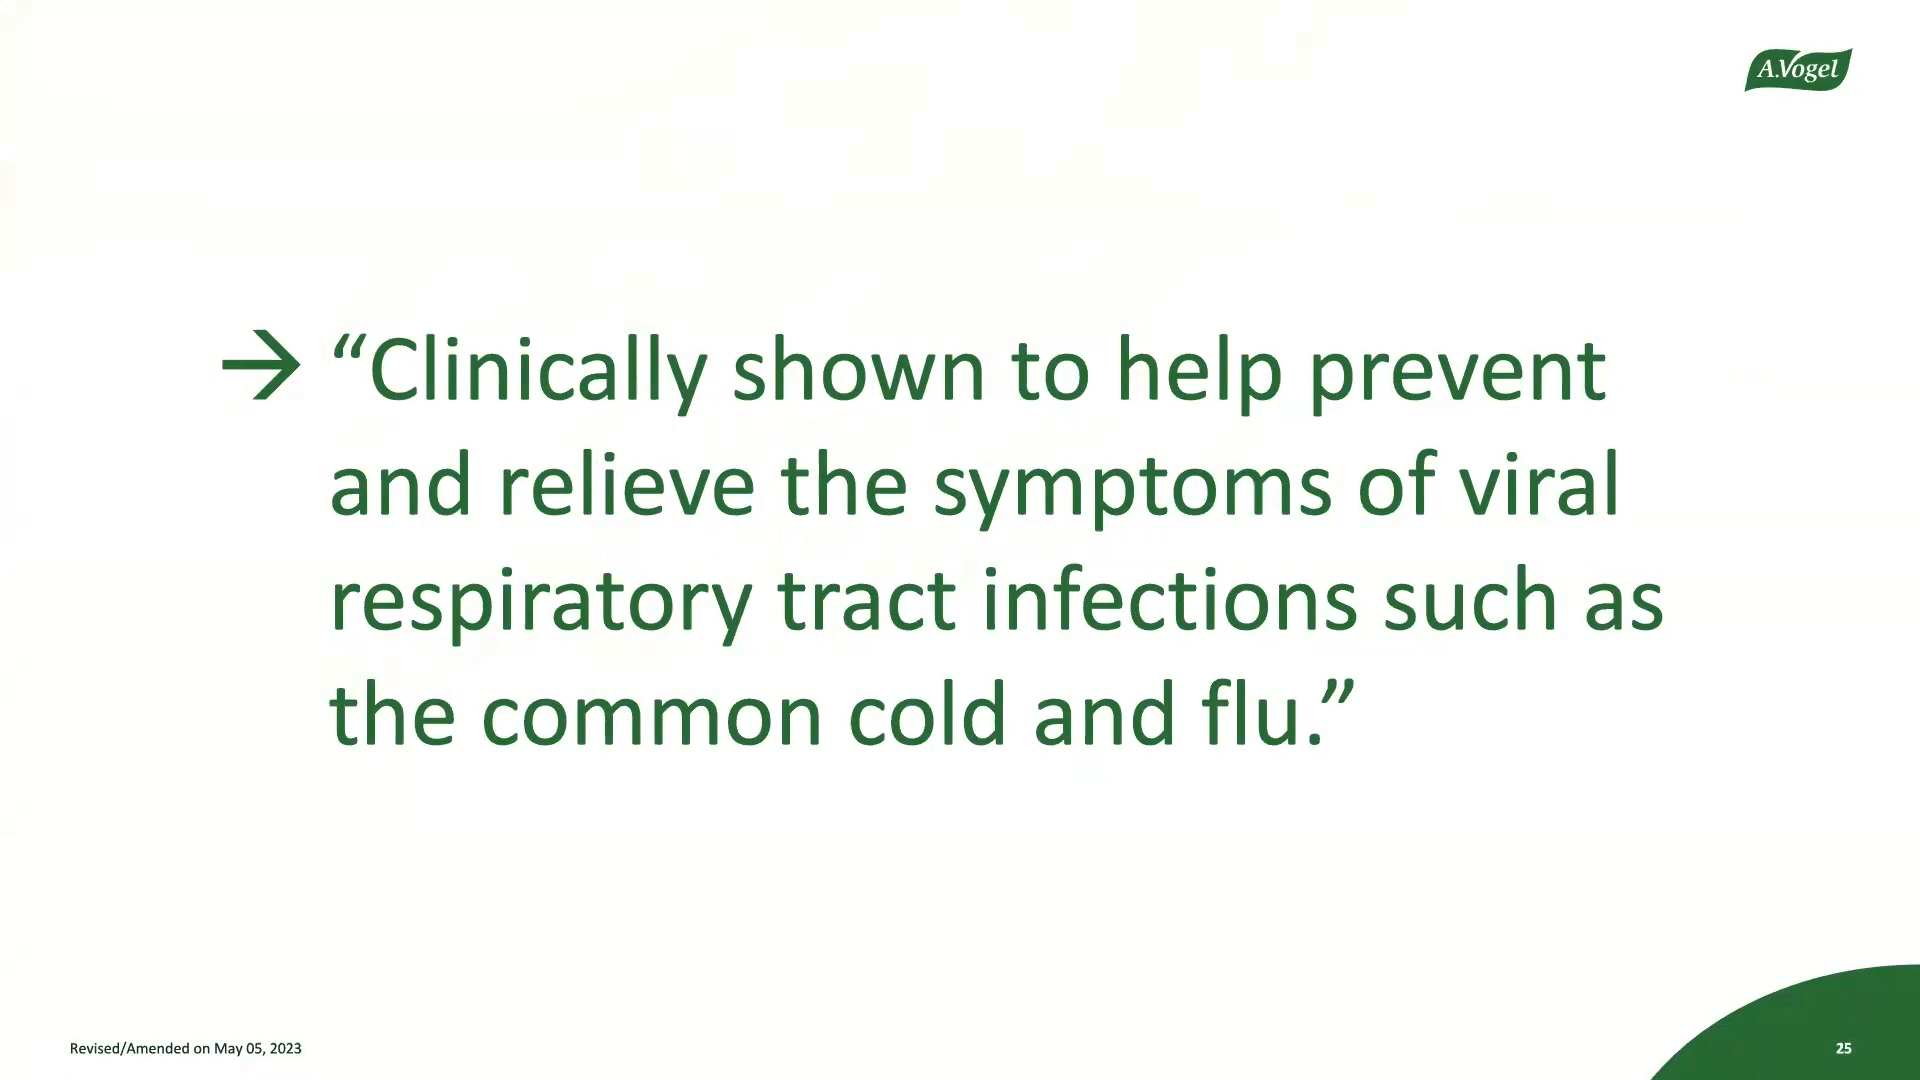 A.Vogel
→ “Clinically shown to help prevent
and relieve the symptoms of viral
respiratory tract infections such as
the common cold and flu.”
Revised/Amended on May 05, 2023
25